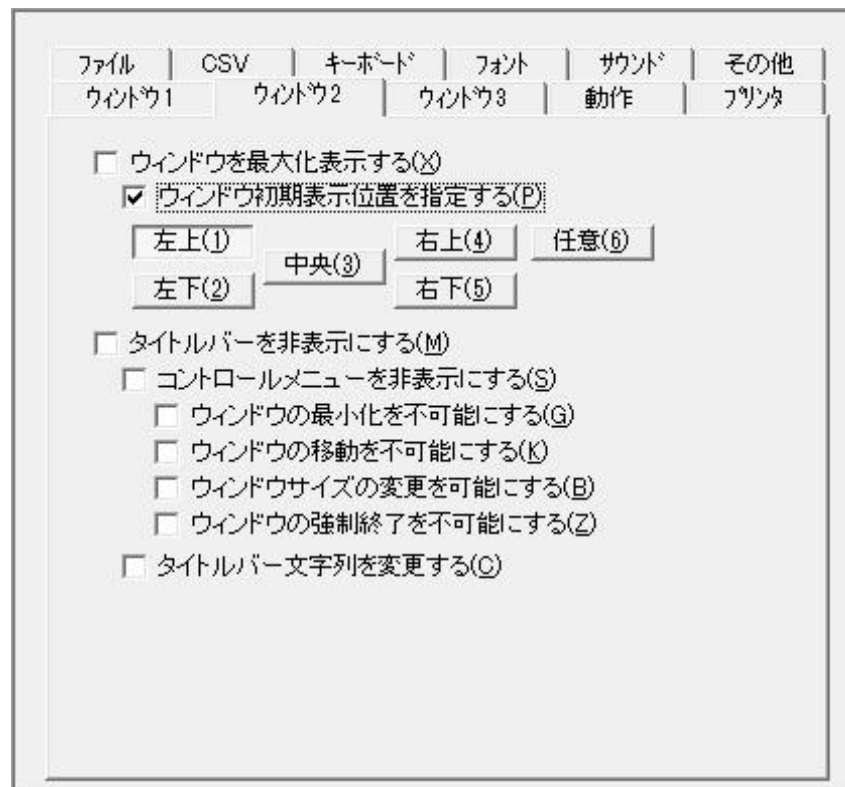 ファイル CSV キーボード フォント サウンド その他
ウィンドウ1 ウィンドウ2 ウィンドウ3 動作 プリンタ
ウィンドウを最大化表示する(X)
ウィンドウ初期表示位置を指定する(P)
左上(1) 右上(4) 任意(6)
中央(3)
左下(2) 右下(5)
タイトルバーを非表示にする(M)
コントロールメニューを非表示にする(S)
ウィンドウの最小化を不可能にする(G)
ウィンドウの移動を不可能にする(K)
ウィンドウサイズの変更を可能にする(B)
ウィンドウの強制終了を不可能にする(Z)
タイトルバー文字列を変更する(C)